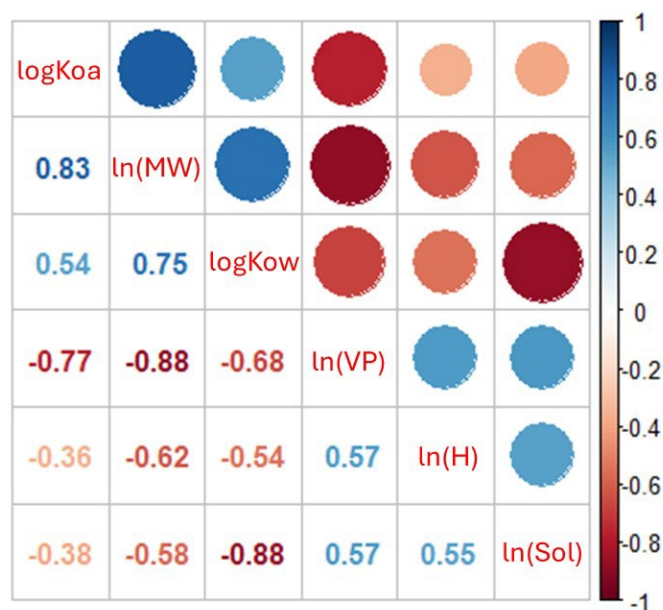 logKoa
0.83 ln(MW)
0.54 0.75 logKow
-0.77 -0.88 -0.68 ln(VP)
-0.36 -0.62 -0.54 0.57 ln(H)
-0.38 -0.58 -0.88 0.57 0.55 ln(Sol)
1
0.8
0.6
0.4
0.2
0
-0.2
-0.4
-0.6
-0.8
-1